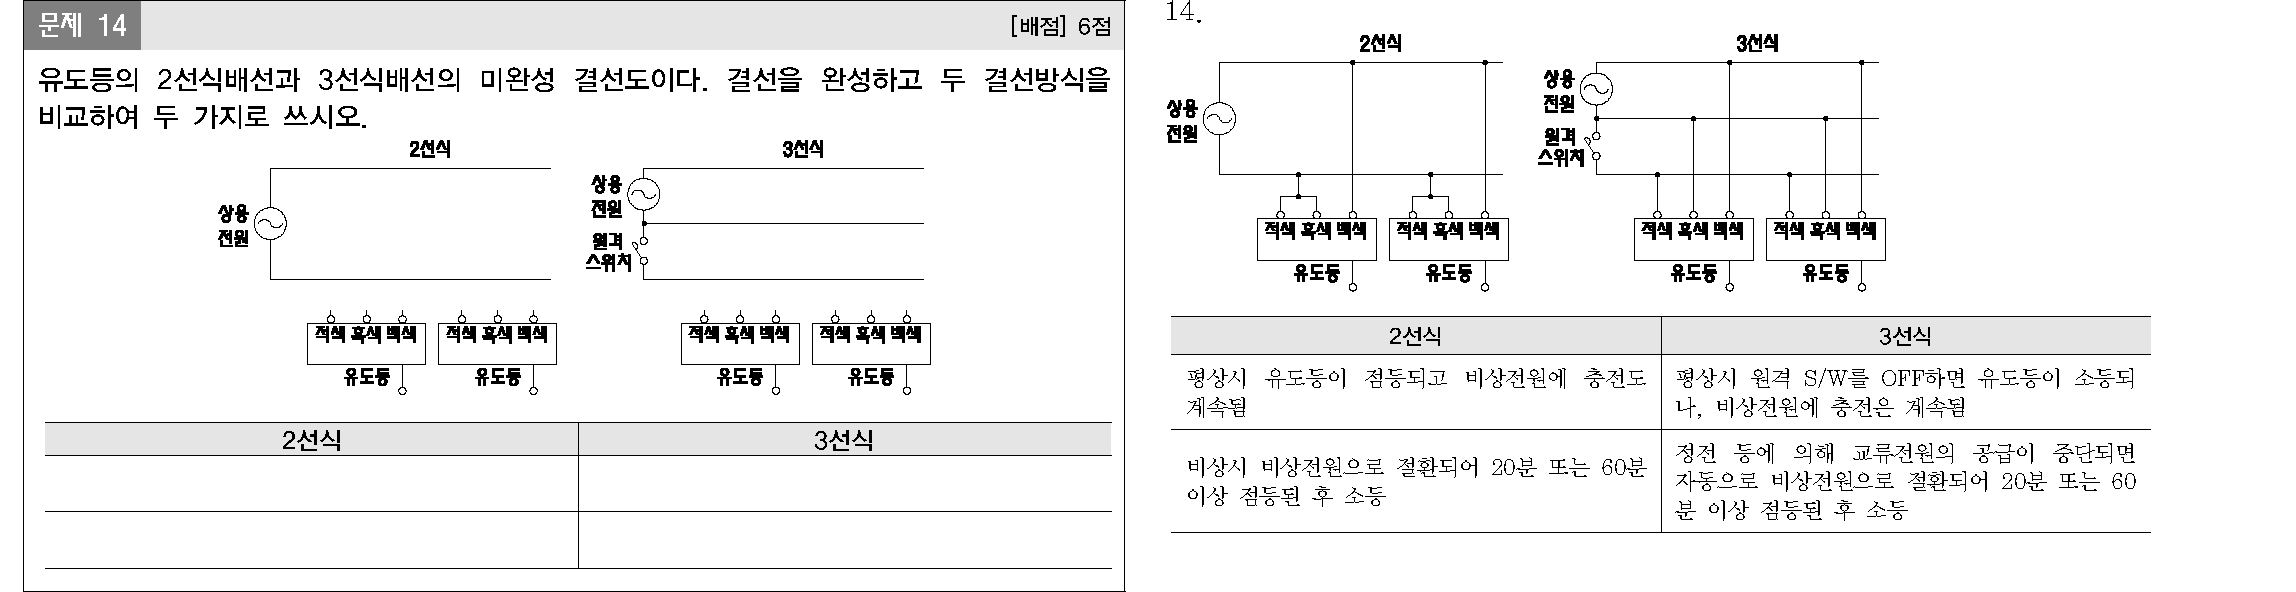 문제 14
[배점] 6점
유도등의 2선식배선과 3선식배선의 미완성 결선도이다. 결선을 완성하고 두 결선방식을
비교하여 두 가지로 쓰시오.
2선식
3선식
상용
전원
상용
전원
원격
스위치
적색 흑색 백색
적색 흑색 백색
적색 흑색 백색
적색 흑색 백색
유도등
유도등
유도등
유도등
2선식
3선식
14.
2선식
3선식
상용
전원
상용
전원
원격
스위치
적색 흑색 백색
적색 흑색 백색
적색 흑색 백색
적색 흑색 백색
유도등
유도등
유도등
유도등
2선식
3선식
평상시 유도등이 점등되고 비상전원에 충전도
계속됨
평상시 원격 S/W를 OFF하면 유도등이 소등되
나, 비상전원에 충전은 계속됨
비상시 비상전원으로 절환되어 20분 또는 60분
이상 점등된 후 소등
정전 등에 의해 교류전원의 공급이 중단되면
자동으로 비상전원으로 절환되어 20분 또는 60
분 이상 점등된 후 소등